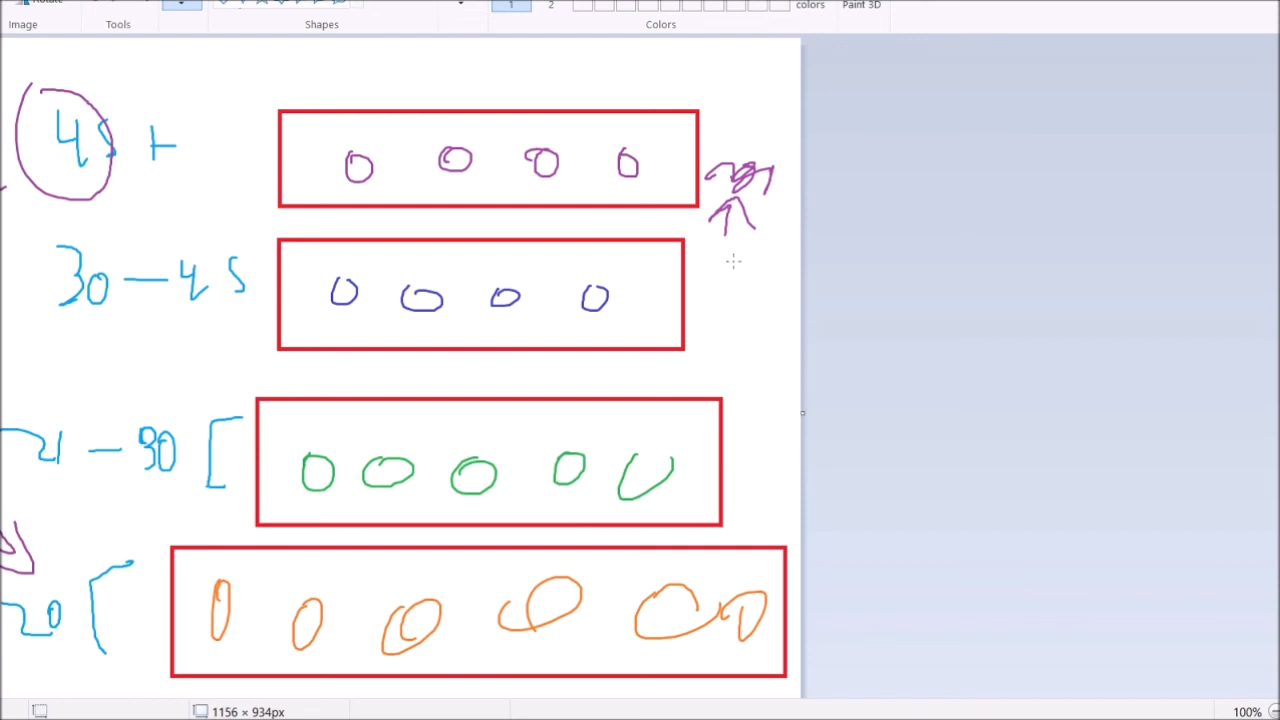 Image Tools Shapes Colors
1 2 colors Paint 3D
45 +
30 - 45
21 - 30
20
1156 × 934px 100%